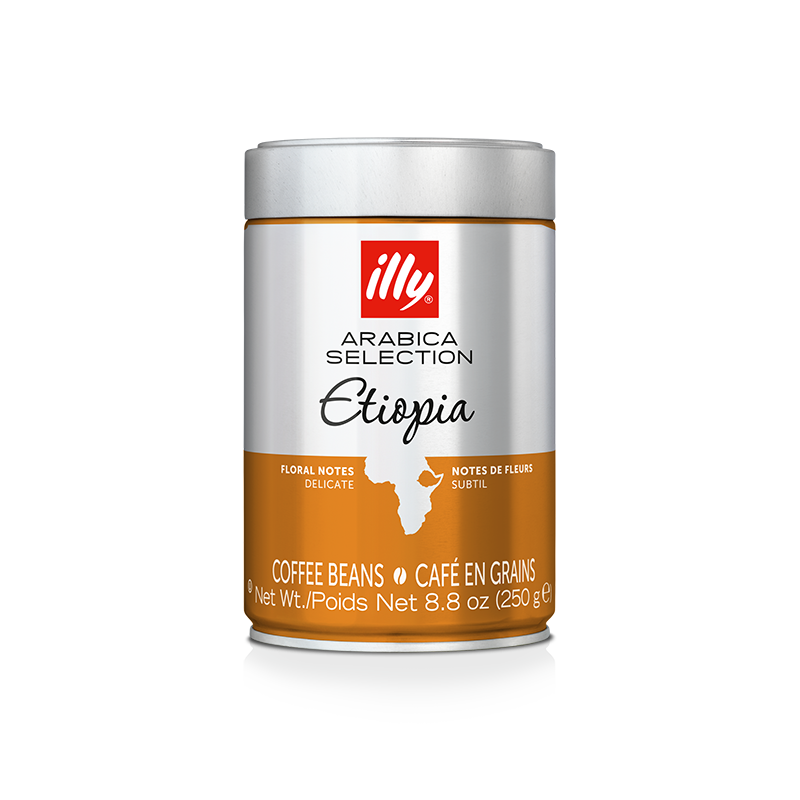 illy®
ARABICA
SELECTION
Etiopia
FLORAL NOTES
DELICATE
NOTES DE FLEURS
SUBTIL
COFFEE BEANS CAFÉ EN GRAINS
Net Wt./Poids Net 8.8 oz (250 g℮)